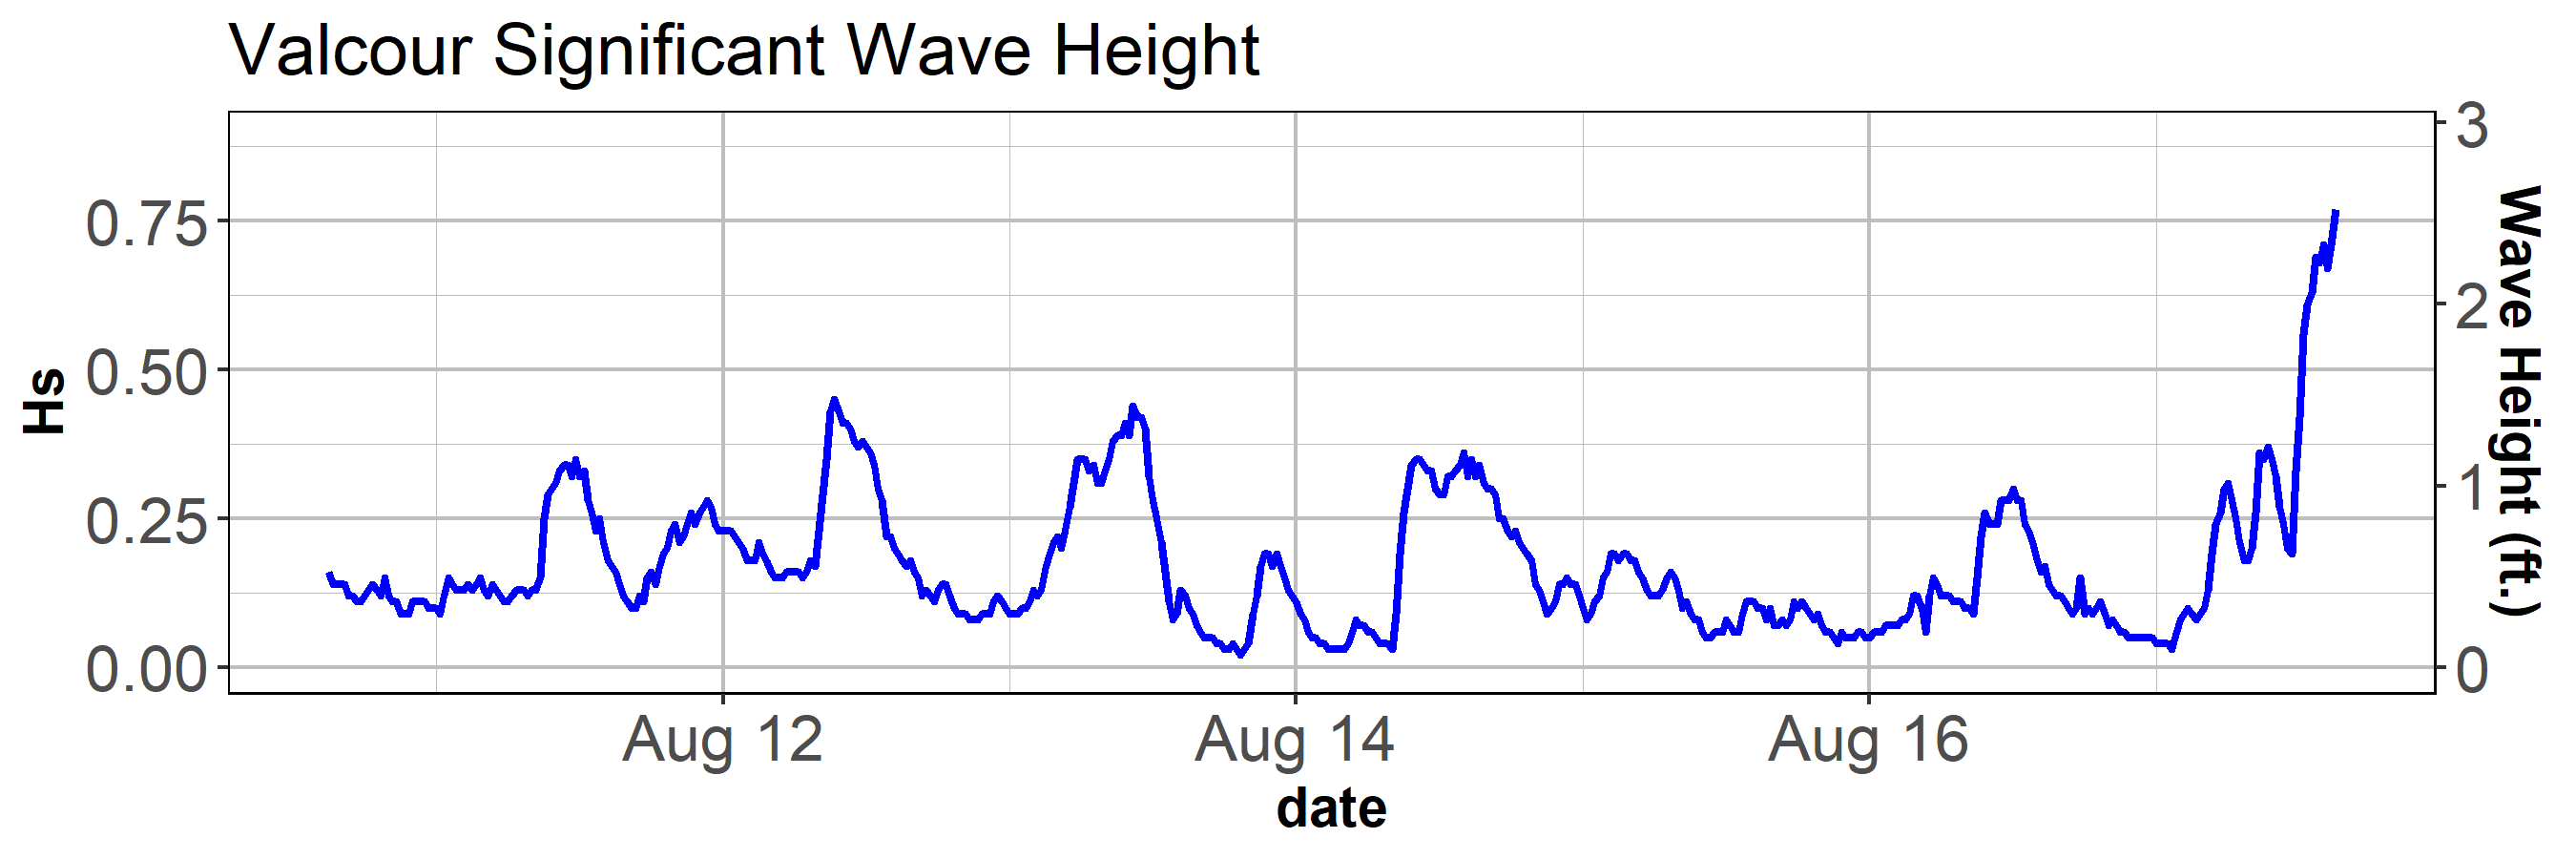 Valcour Significant Wave Height
Hs
0.75
0.50
0.25
0.00
3
2
1
0
Wave Height (ft.)
Aug 12
Aug 14
Aug 16
date